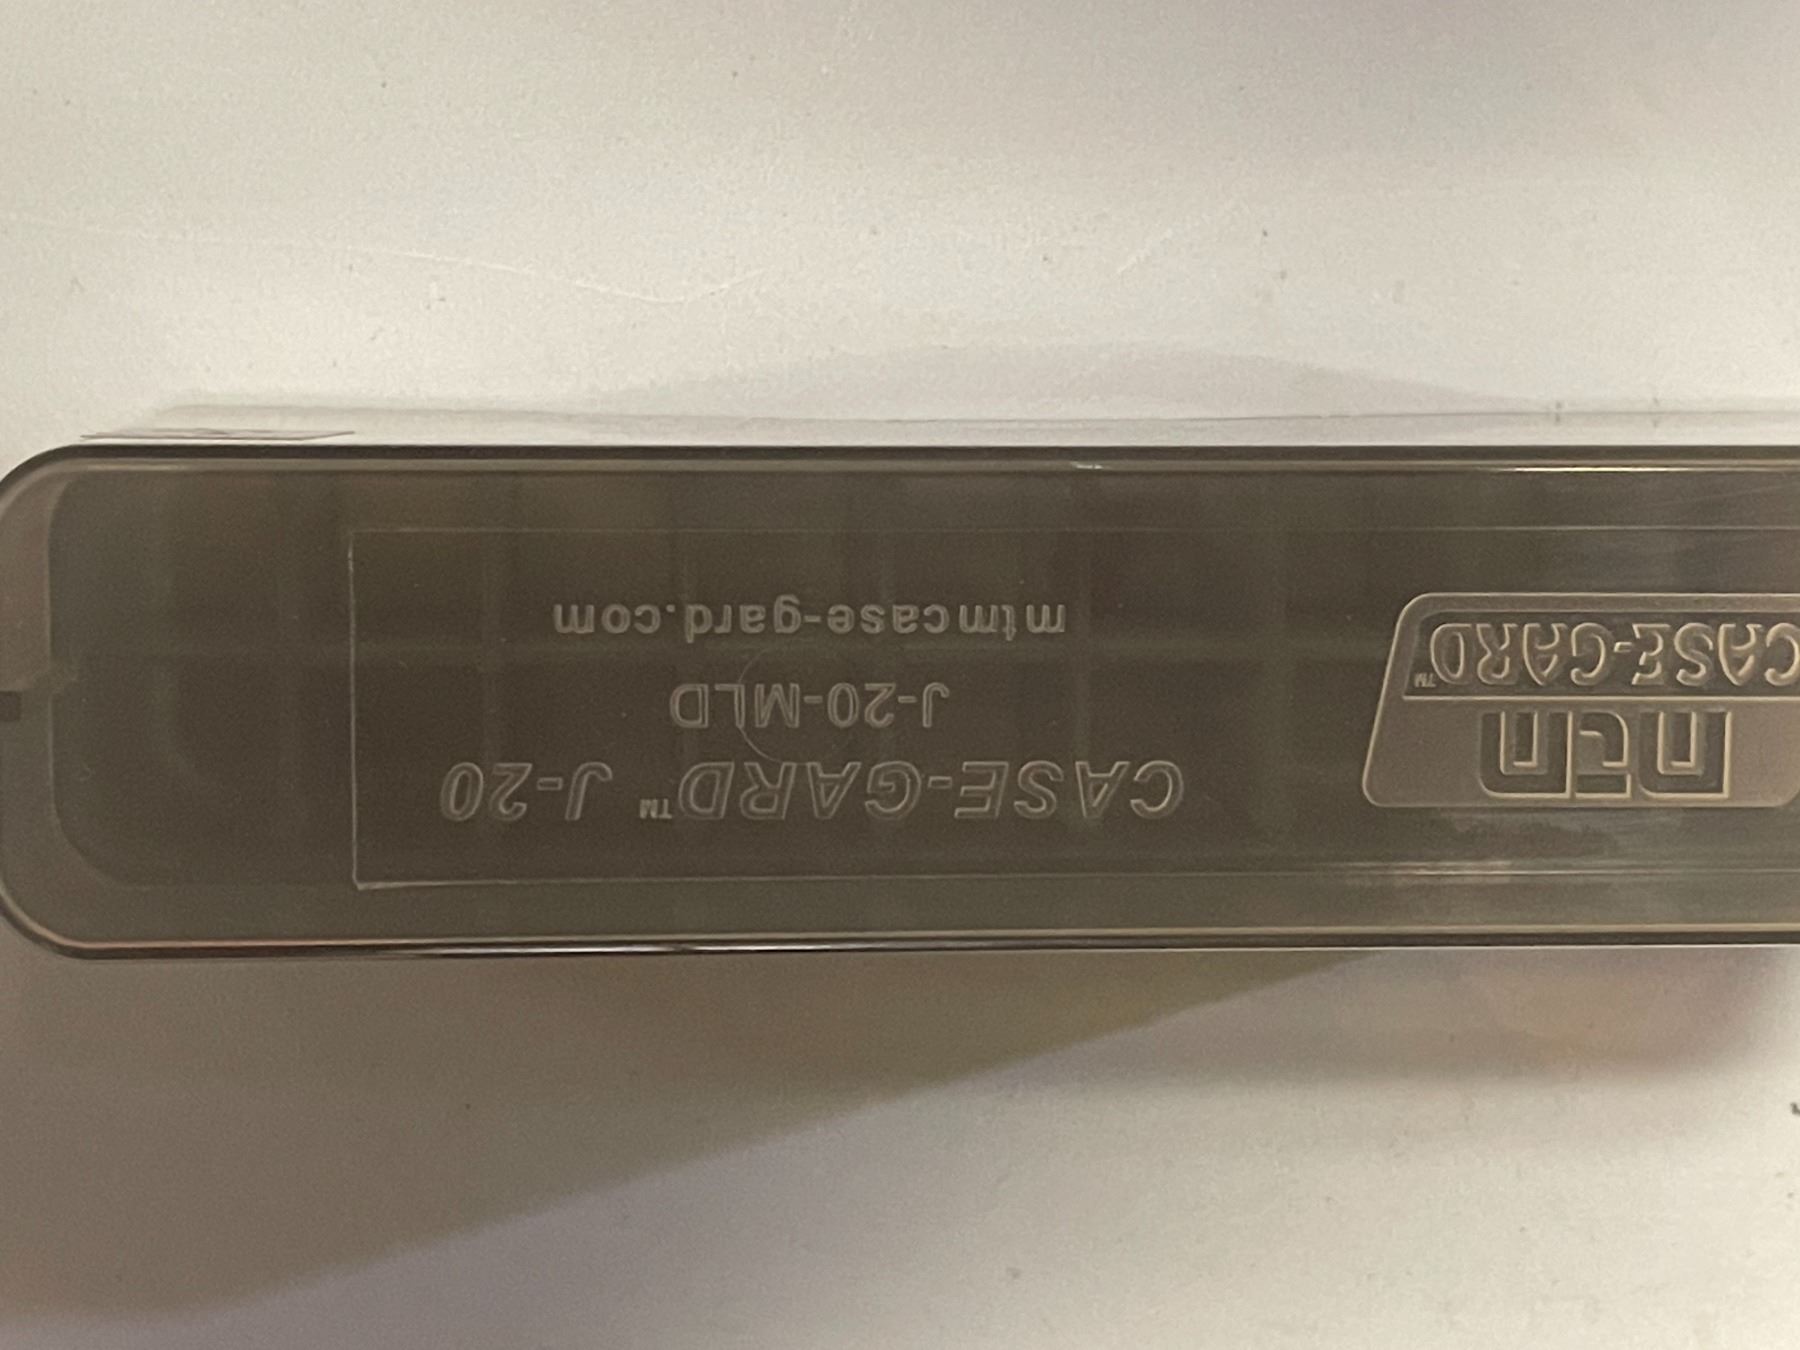 mtm
CASE-GARD™
CASE-GARD™ J-20
J-20-MLD
mtmcase-gard.com